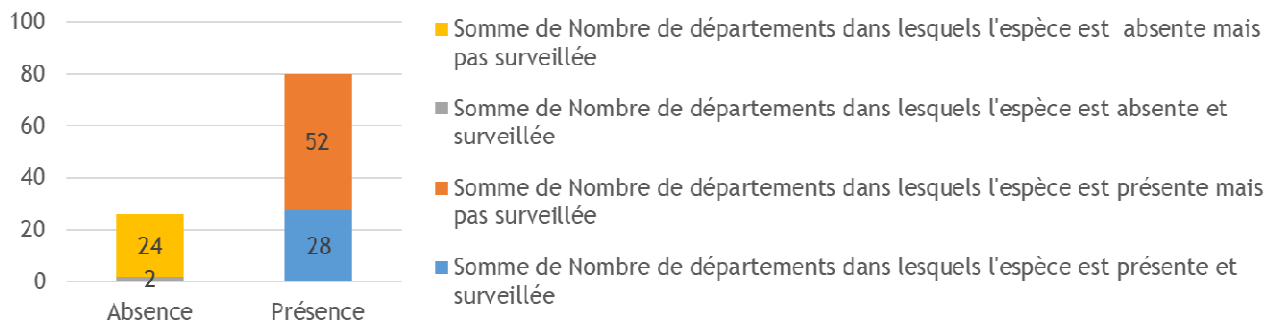 100
80
60
40
20
0
24
2
52
28
Absence
Présence
Somme de Nombre de départements dans lesquels l'espèce est absente mais
pas surveillée
Somme de Nombre de départements dans lesquels l'espèce est absente et
surveillée
Somme de Nombre de départements dans lesquels l'espèce est présente mais
pas surveillée
Somme de Nombre de départements dans lesquels l'espèce est présente et
surveillée